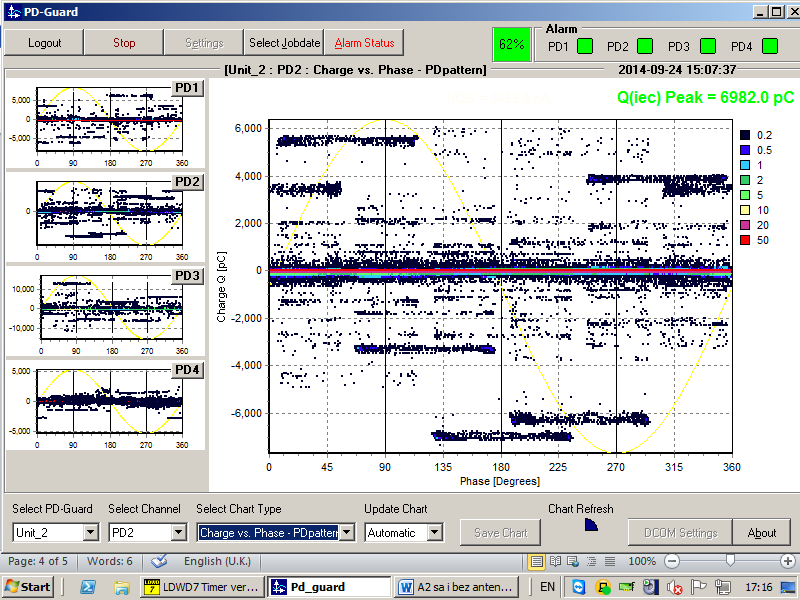 PD-Guard
Logout Stop Settings Select Jobdate Alarm Status 62% Alarm PD1 PD2 PD3 PD4
[Unit_2 : PD2 : Charge vs. Phase - PDpattern] 2014-09-24 15:07:37
Q(iec) Peak = 6982.0 pC
PD1
5,000
0
-5,000
0 90 180 270 360
PD2
0
0 90 180 270 360
PD3
10,000
0
-10,000
0 90 180 270 360
PD4
5,000
0
-5,000
0 90 180 270 360
Charge Q. [pC]
6,000
4,000
2,000
0
-2,000
-4,000
-6,000
0 45 90 135 180 225 270 315 360
Phase [Degrees]
0.2
0.5
1
2
5
10
20
50
Select PD-Guard Select Channel Select Chart Type Update Chart Chart Refresh
Unit_2 PD2 Charge vs. Phase - PDpattern Automatic Save Chart DCOM Settings About
Page: 4 of 5 Words: 6 English (U.K.) 100%
Start LDWD 7 LDWD7 Timer ver... Pd_guard A2 sa i bez anten... EN 17:16